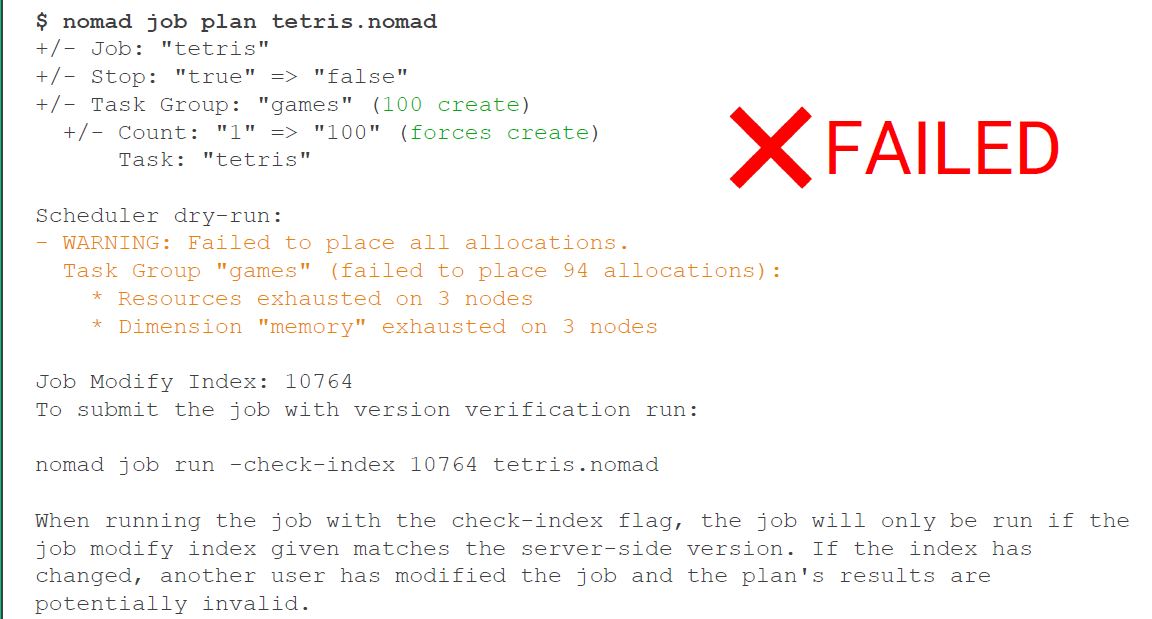 $ nomad job plan tetris.nomad
+/- Job: "tetris"
+/- Stop: "true" => "false"
+/- Task Group: "games" (100 create)
  +/- Count: "1" => "100" (forces create)
      Task: "tetris"
FAILED
Scheduler dry-run:
- WARNING: Failed to place all allocations.
  Task Group "games" (failed to place 94 allocations):
    * Resources exhausted on 3 nodes
    * Dimension "memory" exhausted on 3 nodes
Job Modify Index: 10764
To submit the job with version verification run:
nomad job run -check-index 10764 tetris.nomad
When running the job with the check-index flag, the job will only be run if the
job modify index given matches the server-side version. If the index has
changed, another user has modified the job and the plan's results are
potentially invalid.